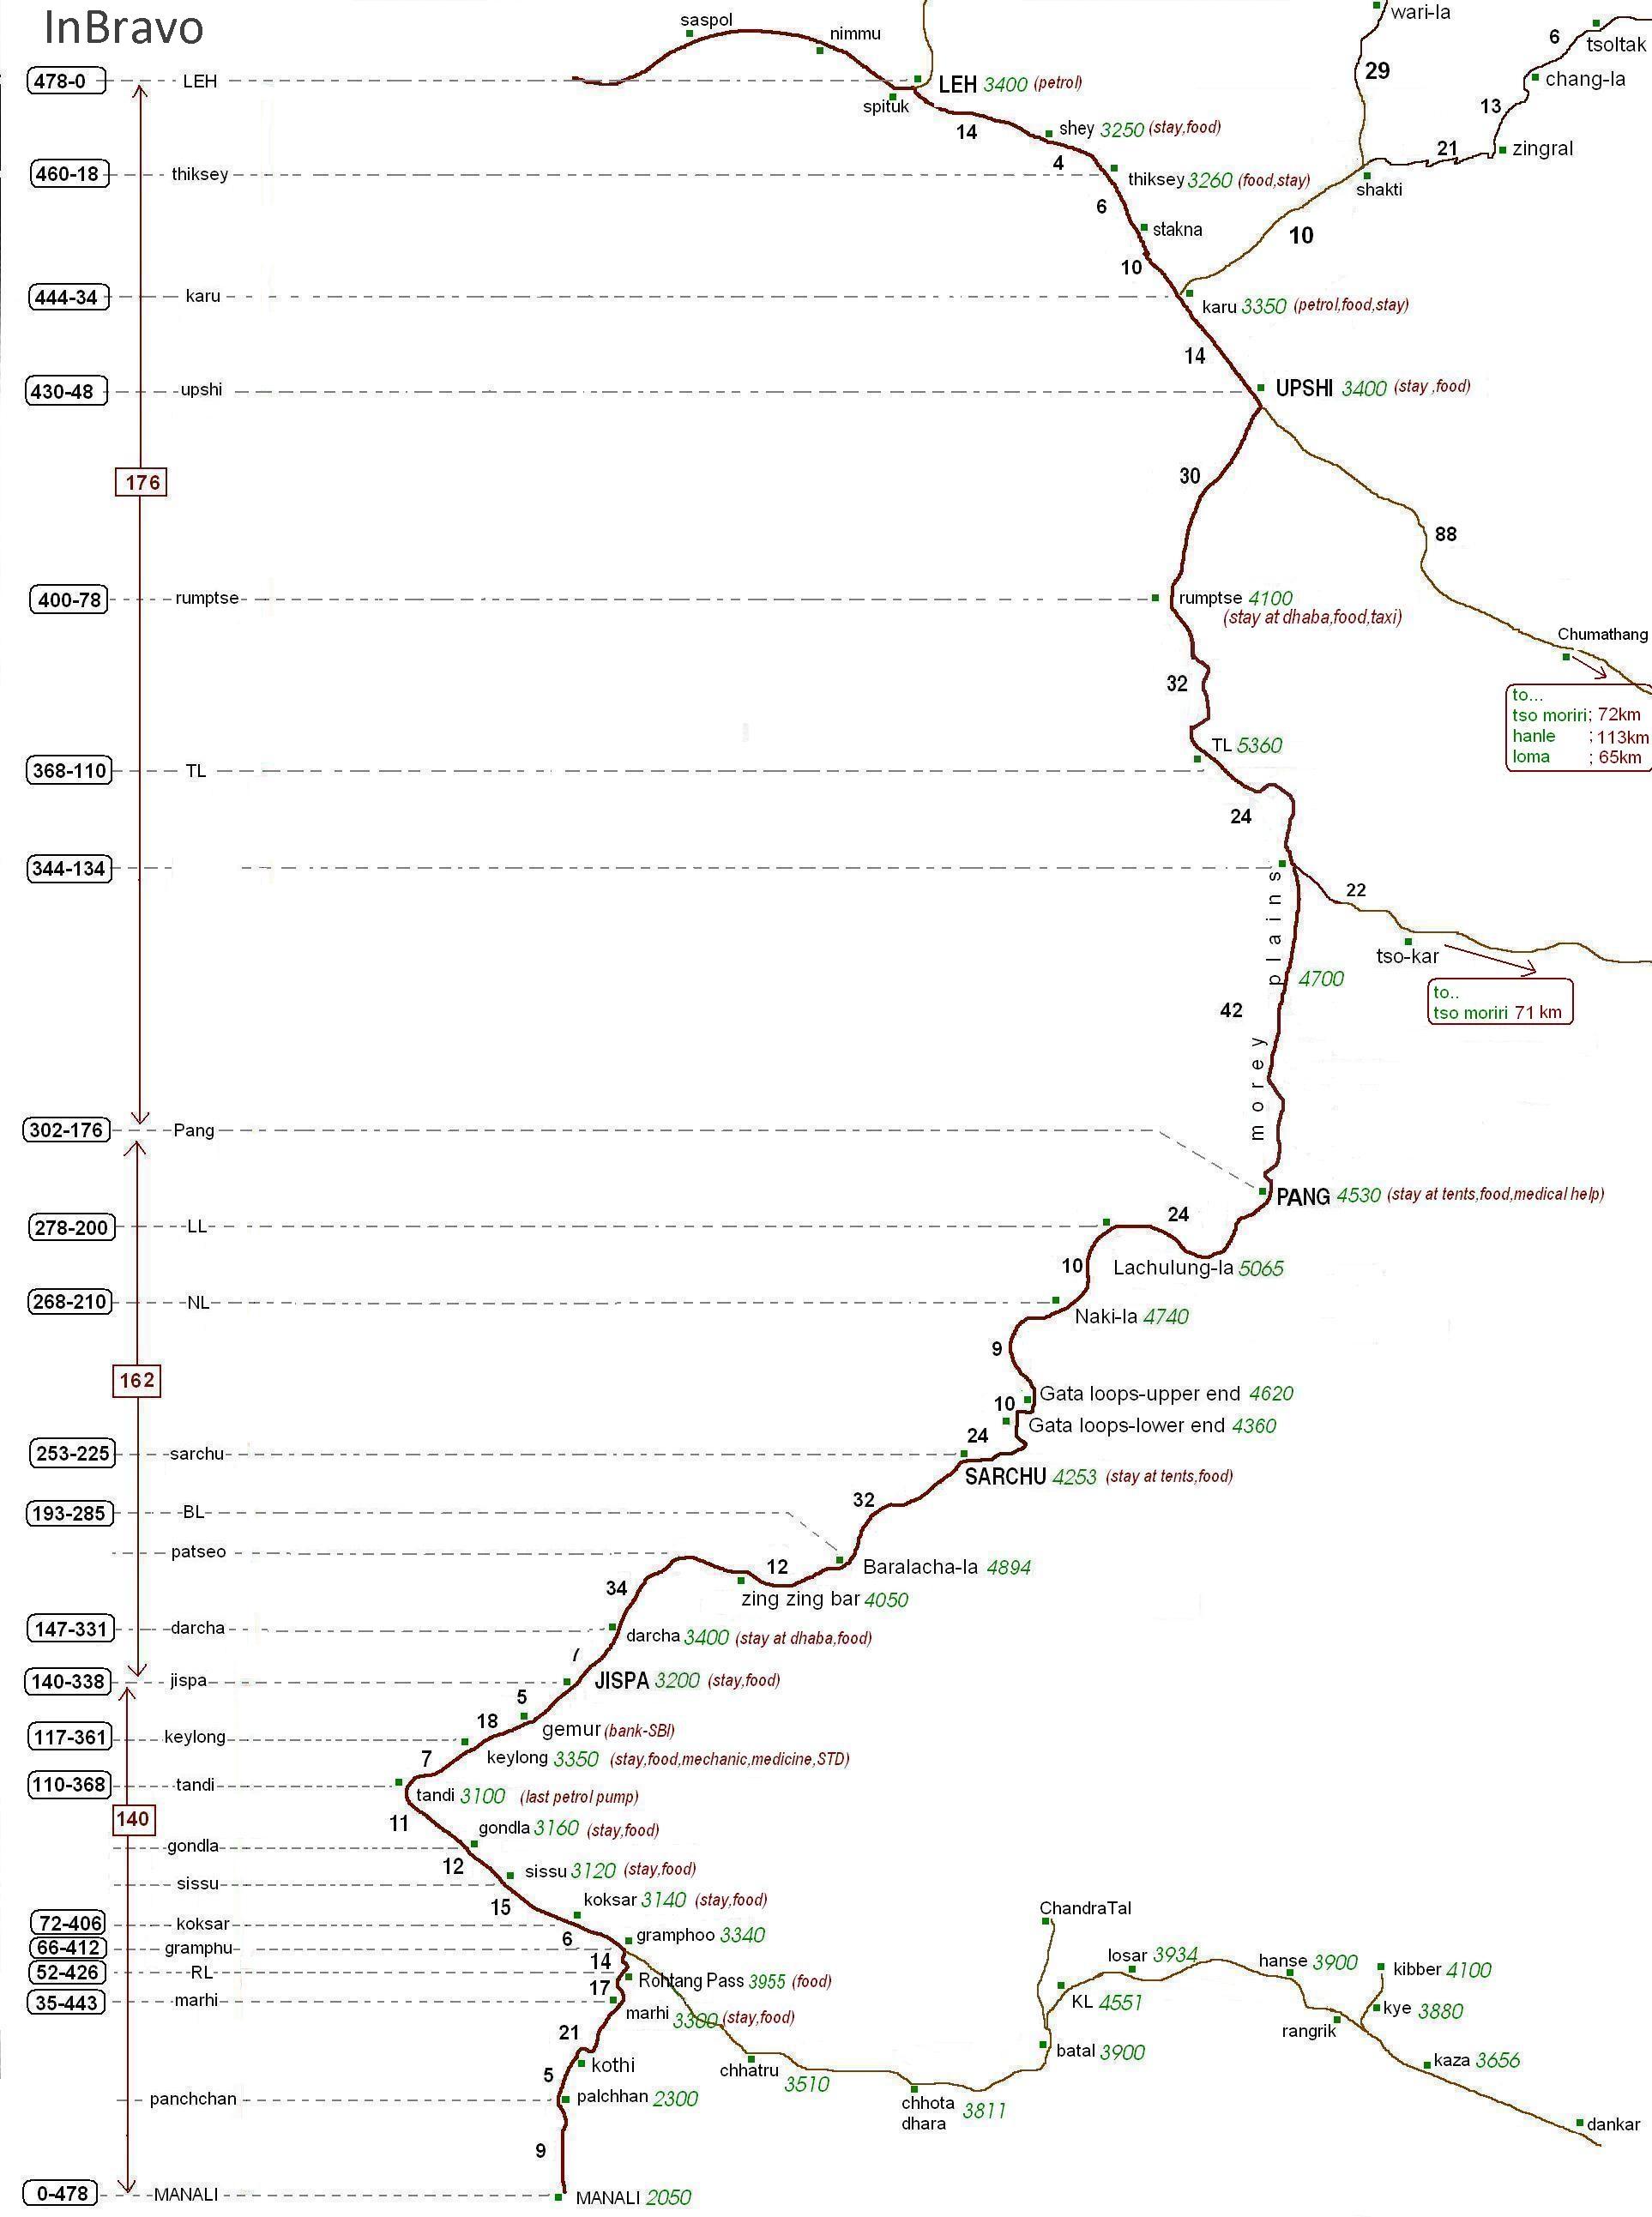 InBravo
saspol
nimmu
wari-la
6
tsoltak
29
478-0
LEH
LEH 3400 (petrol)
chang-la
spituk
13
14
shey 3250 (stay,food)
21
zingral
4
460-18
thiksey
thiksey 3260 (food,stay)
shakti
6
stakna
10
10
444-34
karu
karu 3350 (petrol,food,stay)
14
430-48
upshi
UPSHI 3400 (stay ,food)
176
30
88
400-78
rumptse
rumptse 4100
(stay at dhaba,food,taxi)
Chumathang
32
to...
tso moriri; 72km
hanle ; 113km
loma ; 65km
TL 5360
368-110
TL
24
344-134
22
tso-kar
morey plains
4700
to..
tso moriri 71 km
42
302-176
Pang
PANG 4530 (stay at tents,food,medical help)
24
278-200
LL
10
Lachulung-la 5065
268-210
NL
Naki-la 4740
9
162
Gata loops-upper end 4620
10
Gata loops-lower end 4360
24
253-225
sarchu
SARCHU 4253 (stay at tents,food)
32
193-285
BL
patseo
12
Baralacha-la 4894
34
zing zing bar 4050
147-331
darcha
darcha 3400 (stay at dhaba,food)
7
140-338
jispa
JISPA 3200 (stay,food)
5
18
gemur (bank-SBI)
117-361
keylong
keylong 3350 (stay,food,mechanic,medicine,STD)
7
110-368
tandi
tandi 3100 (last petrol pump)
140
11
gondla 3160 (stay,food)
gondla
12
sissu 3120 (stay,food)
sissu
15
koksar 3140 (stay,food)
ChandraTal
72-406
koksar
6
gramphoo 3340
66-412
gramphu
14
losar 3934
hanse 3900
kibber 4100
52-426
RL
Rohtang Pass 3955 (food)
17
35-443
marhi
marhi 3300 (stay,food)
KL 4551
kye 3880
rangrik
21
kothi
batal 3900
kaza 3656
5
chhatru
3510
panchchan
palchhan 2300
chhota
dhara
3811
dankar
9
0-478
MANALI
MANALI 2050